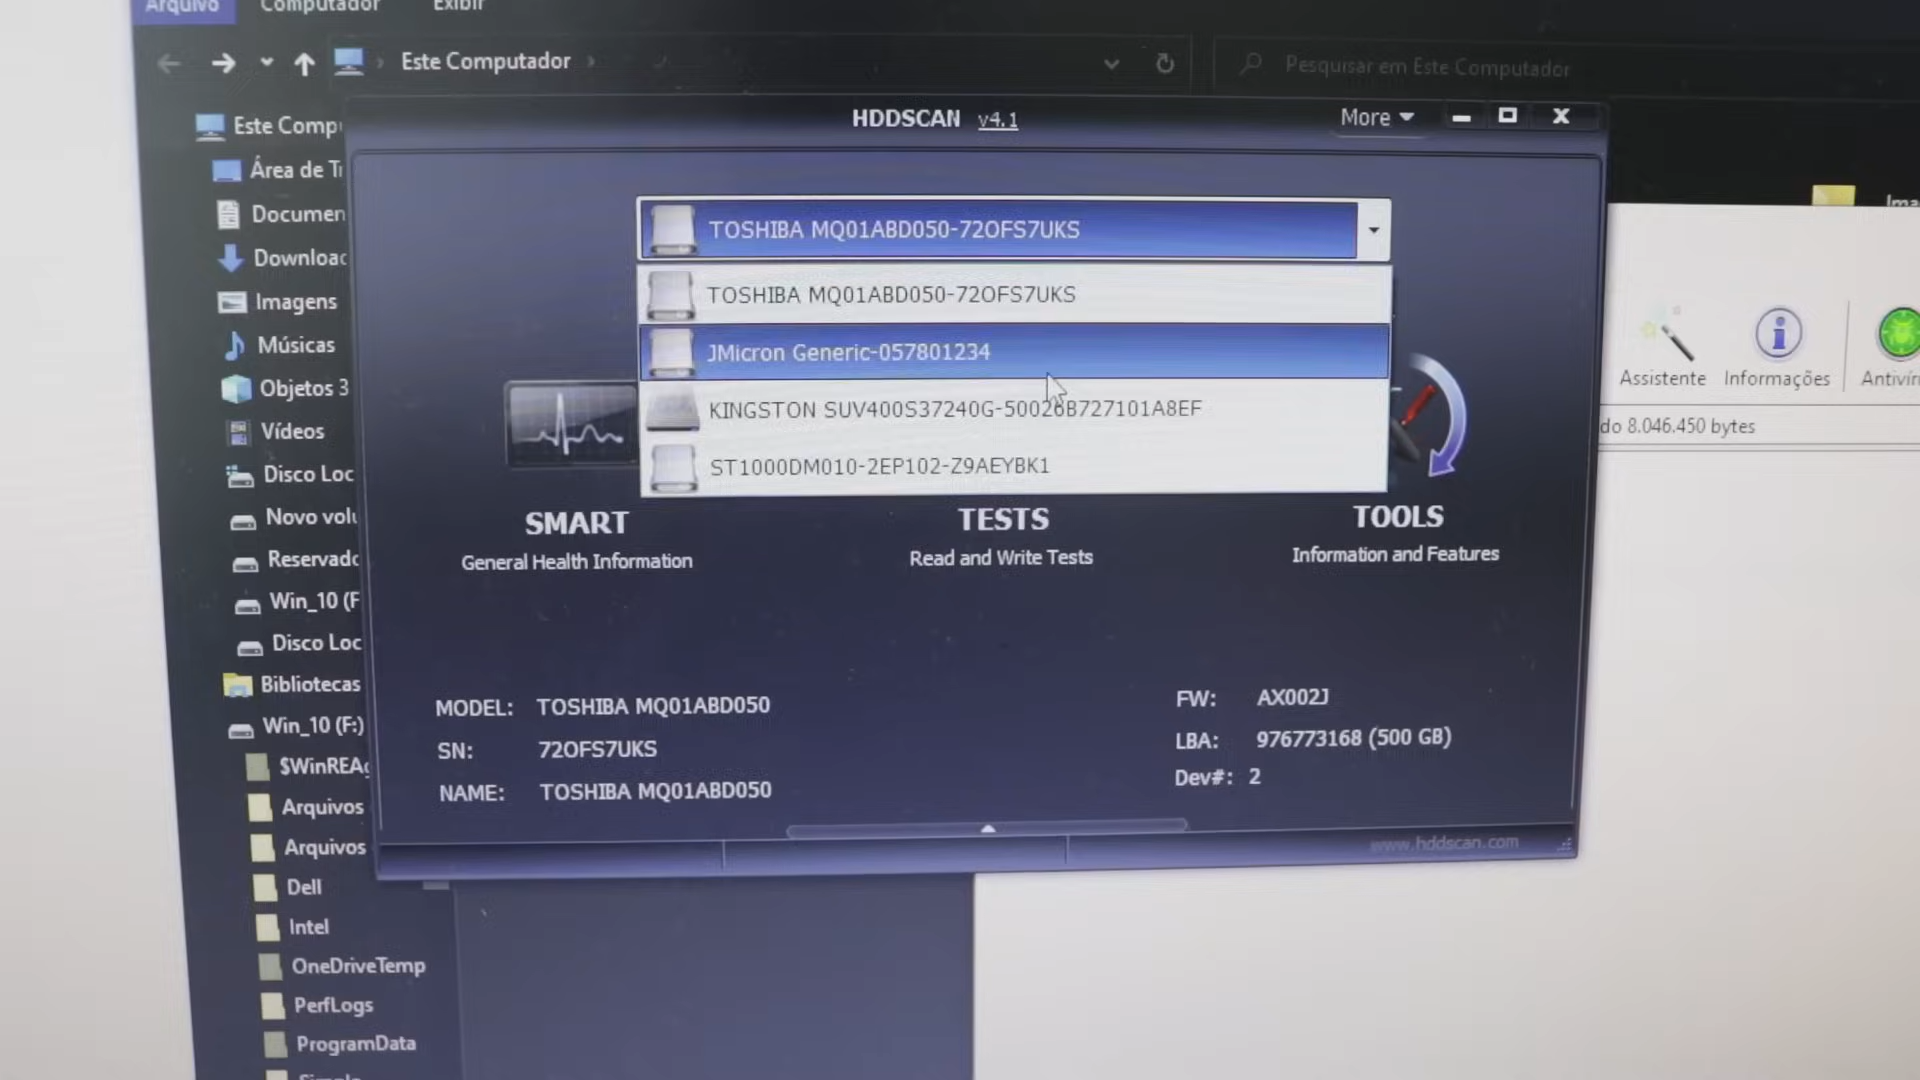 Arquivo Computador Exibir
Este Computador
Pesquisar em Este Computador
HDDSCAN v4.1 More
Este Comp
Área de T
Documen
Downloac
Imagens
Músicas
Objetos 3
Vídeos
Disco Loc
Novo volu
Reservado
Win_10 (F
Disco Loc
Bibliotecas
Win_10 (F:)
$WinREAg
Arquivos
Arquivos
Dell
Intel
OneDriveTemp
PerfLogs
ProgramData
TOSHIBA MQ01ABD050-72OFS7UKS
TOSHIBA MQ01ABD050-72OFS7UKS
JMicron Generic-057801234
KINGSTON SUV400S37240G-50026B727101A8EF
ST1000DM010-2EP102-Z9AEYBK1
SMART
General Health Information
TESTS
Read and Write Tests
TOOLS
Information and Features
MODEL: TOSHIBA MQ01ABD050
SN: 72OFS7UKS
NAME: TOSHIBA MQ01ABD050
FW: AX002J
LBA: 976773168 (500 GB)
Dev#: 2
www.hddscan.com
Ima
Assistente Informações Antivír
do 8.046.450 bytes